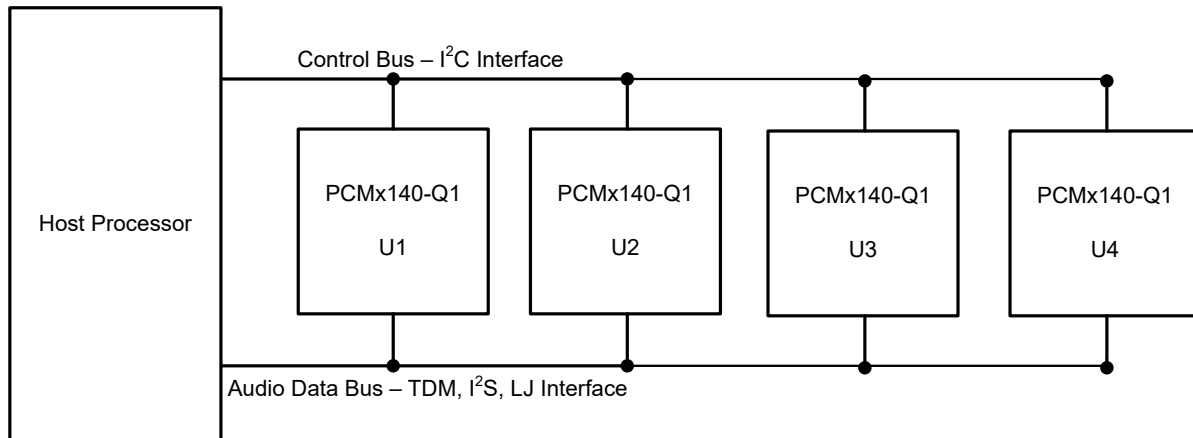 Control Bus – I²C Interface
Host Processor
PCMx140-Q1
U1
PCMx140-Q1
U2
PCMx140-Q1
U3
PCMx140-Q1
U4
Audio Data Bus – TDM, I²S, LJ Interface